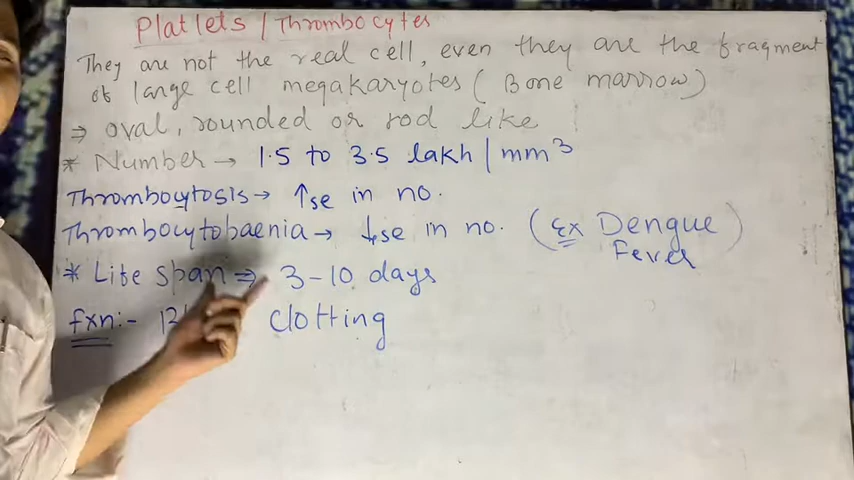 Platlets / Thrombocytes
They are not the real cell, even they are the fragment
of large cell megakaryotes ( Bone marrow)
⇒ oval, rounded or rod like
* Number → 1.5 to 3.5 lakh | mm³
Thrombocytosis → ↑se in no.
Thrombocytobaenia → ↓se in no. (Ex Dengue Fever)
* Life span ⇒ 3-10 days
fxn:- clotting